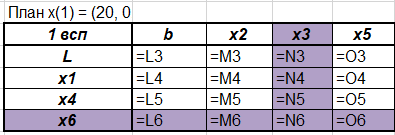 План x(1) = (20, 0
1 всп b x2 x3 x5
L =L3 =M3 =N3 =O3
x1 =L4 =M4 =N4 =O4
x4 =L5 =M5 =N5 =O5
x6 =L6 =M6 =N6 =O6